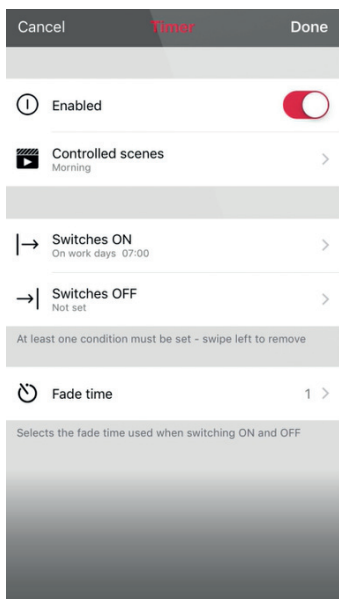 Cancel Timer Done
Enabled
Controlled scenes
Morning
Switches ON
On work days 07:00
Switches OFF
Not set
At least one condition must be set - swipe left to remove
Fade time 1
Selects the fade time used when switching ON and OFF